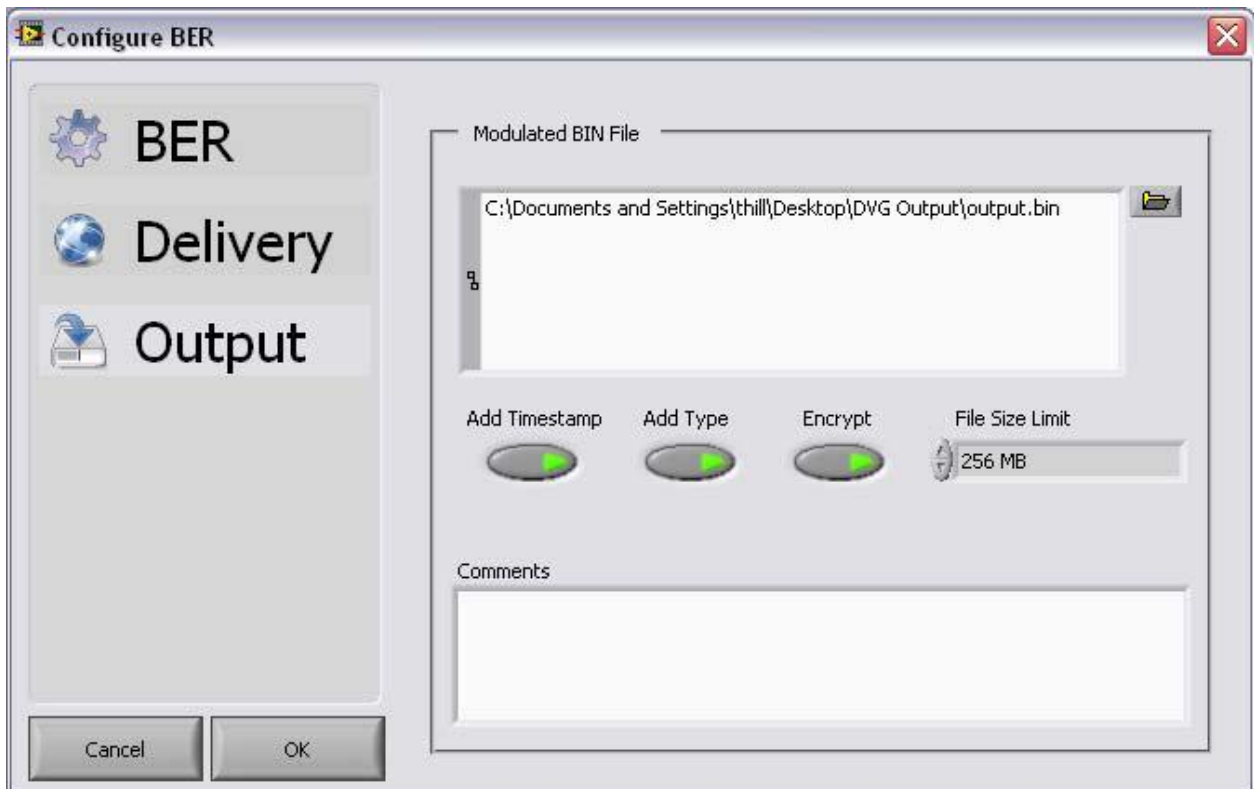 Configure BER
BER
Delivery
Output
Modulated BIN File
C:\Documents and Settings\thill\Desktop\DVG Output\output.bin
Add Timestamp Add Type Encrypt File Size Limit
256 MB
Comments
Cancel OK